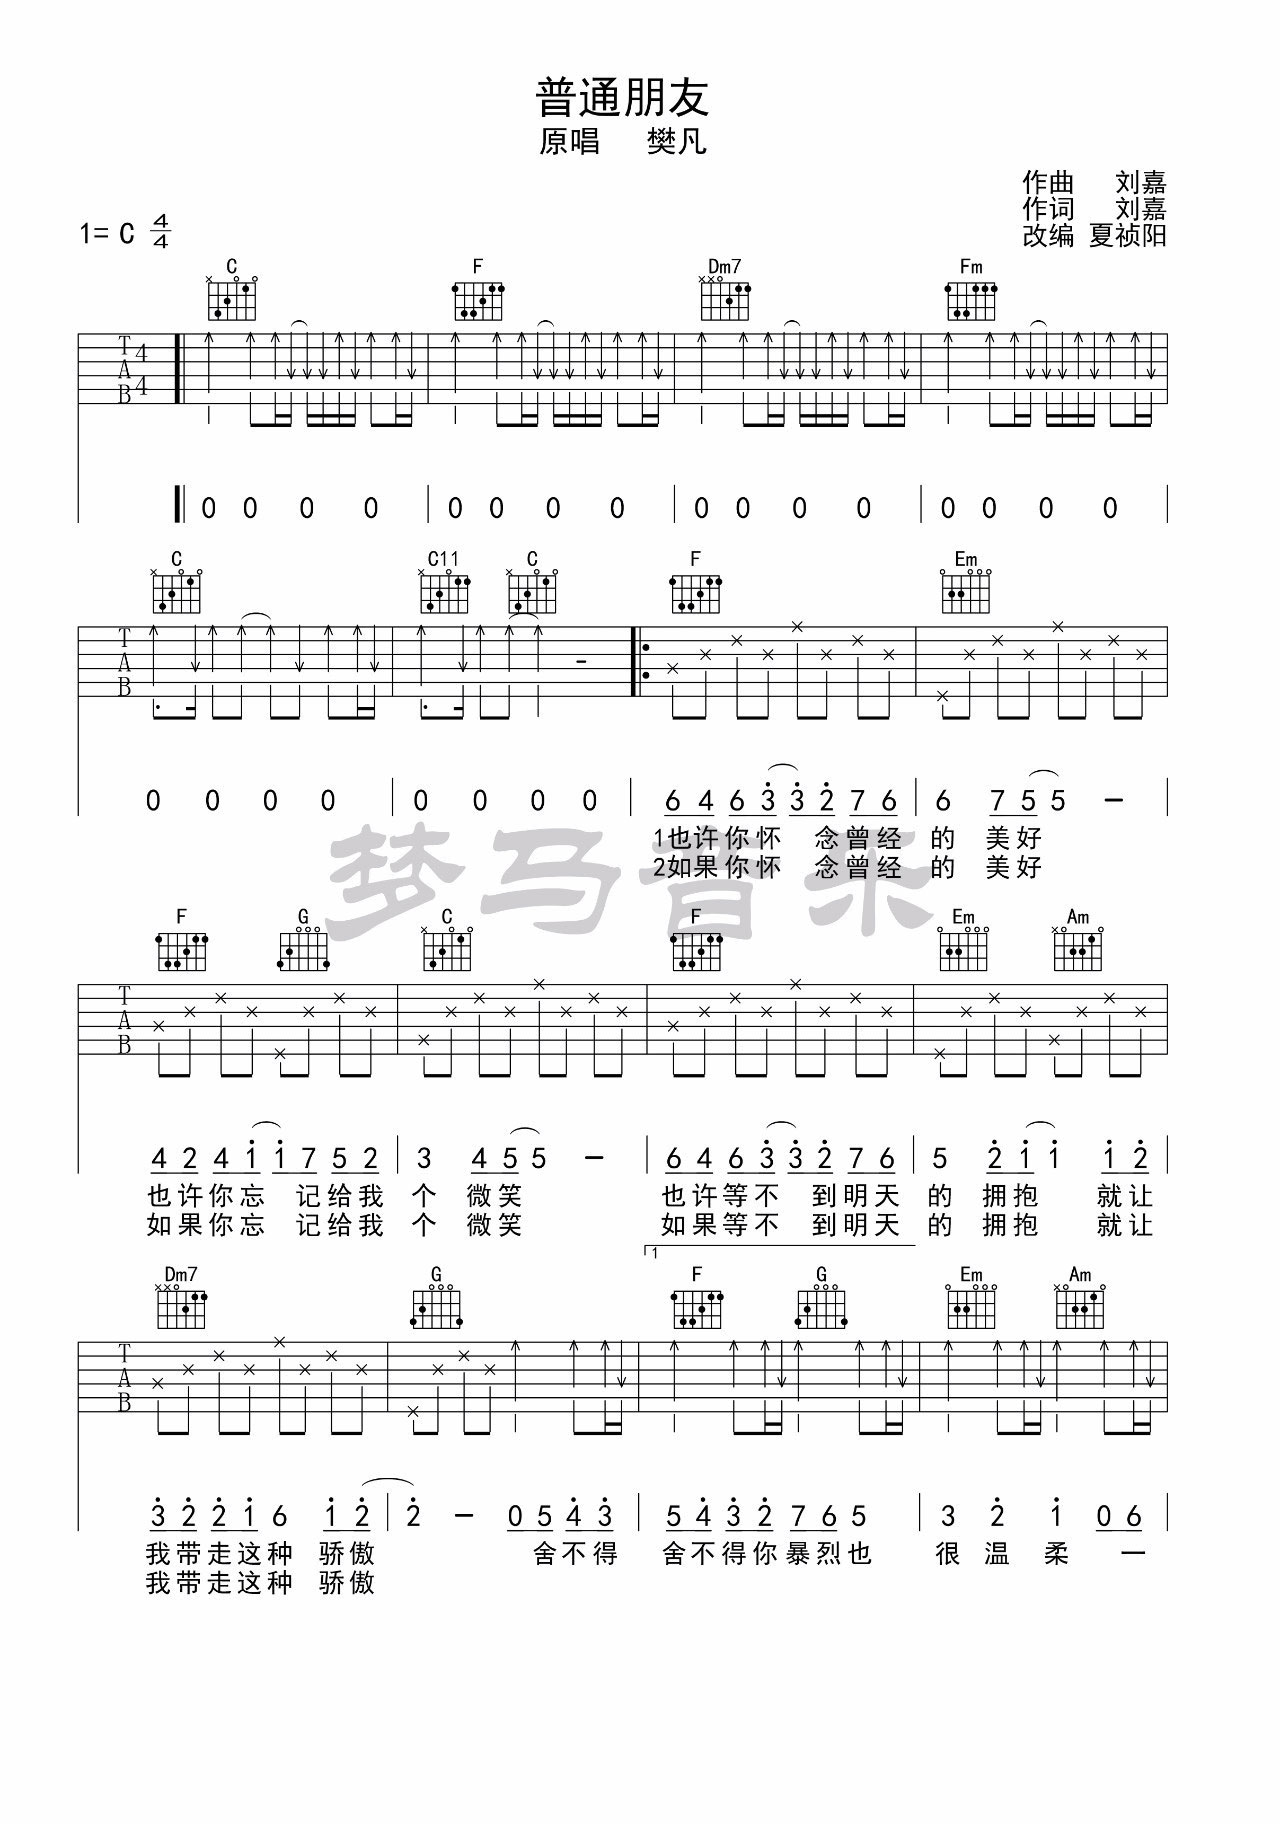 普通朋友
原唱 樊凡
作曲 刘嘉
作词 刘嘉
改编 夏祯阳
1= C 4/4
C F Dm7 Fm
T A B 4/4
0 0 0 0 | 0 0 0 0 | 0 0 0 0 | 0 0 0 0
C C11 C F Em
T A B
0 0 0 0 | 0 0 0 0 | 6 4 6 3 3 2 7 6 | 6 7 5 5 –
1也许你怀 念曾经 的 美好
2如果你怀 念曾经 的 美好
梦马音乐
F G C F Em Am
T A B
4 2 4 1 1 7 5 2 | 3 4 5 5 – | 6 4 6 3 3 2 7 6 | 5 2 1 1 1 2
也许你忘 记给我 个 微笑 也许等不 到明天 的 拥抱 就让
如果你忘 记给我 个 微笑 如果等不 到明天 的 拥抱 就让
1
Dm7 G F G Em Am
T A B
3 2 2 1 6 1 2 | 2 – 0 5 4 3 | 5 4 3 2 7 6 5 | 3 2 1 0 6
我带走这种 骄傲 舍不得 舍不得你暴烈也 很 温 柔 一
我带走这种 骄傲